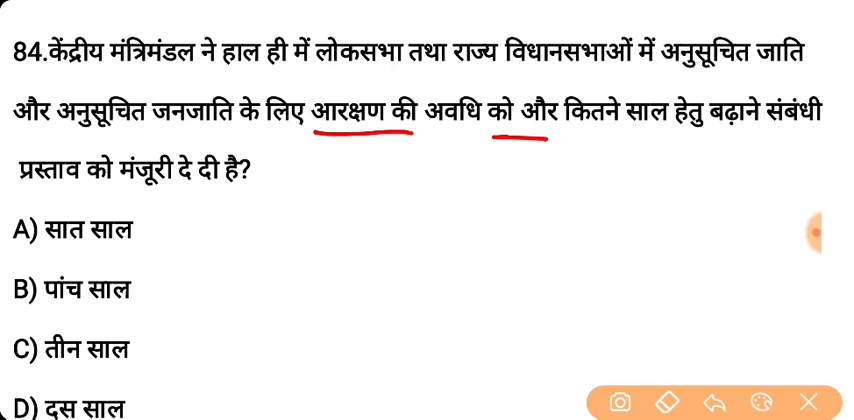 84.केंद्रीय मंत्रिमंडल ने हाल ही में लोकसभा तथा राज्य विधानसभाओं में अनुसूचित जाति
और अनुसूचित जनजाति के लिए आरक्षण की अवधि को और कितने साल हेतु बढ़ाने संबंधी
प्रस्ताव को मंजूरी दे दी है?
A) सात साल
B) पांच साल
C) तीन साल
D) दस साल